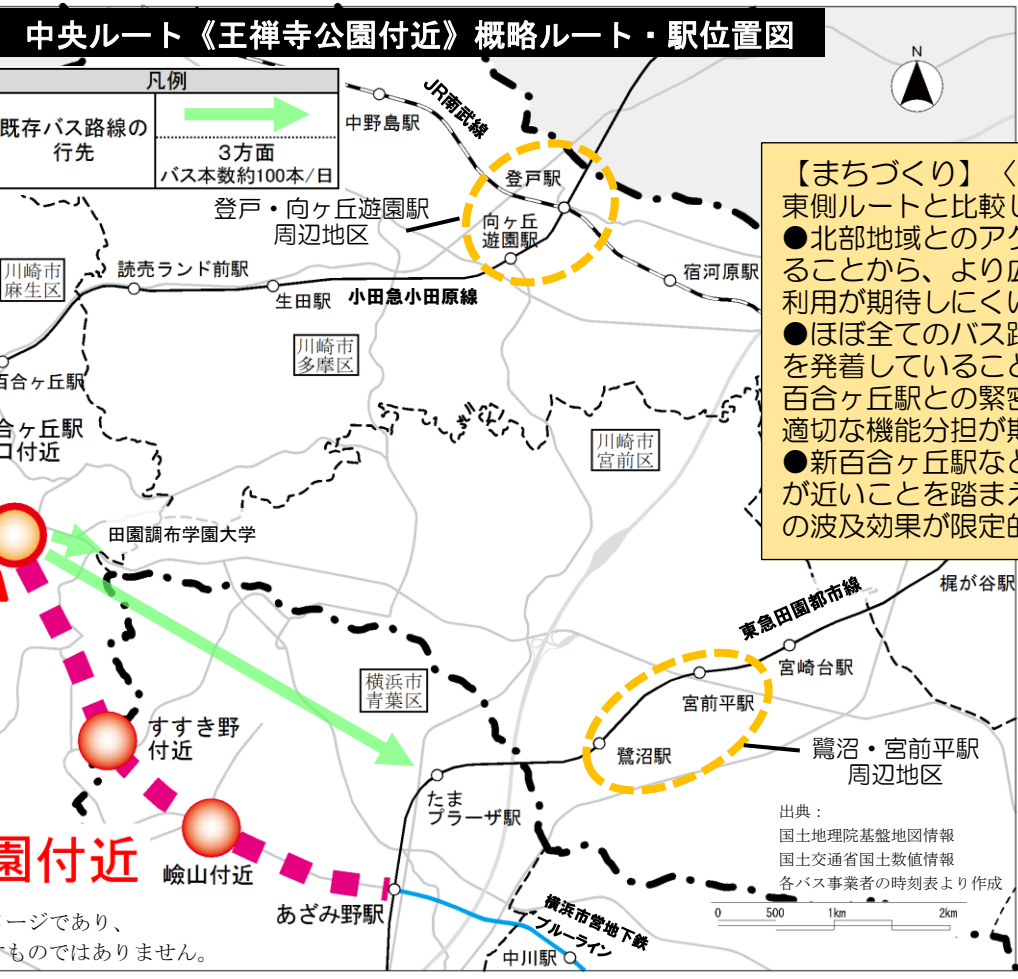 中央ルート《王禅寺公園付近》概略ルート・駅位置図
凡例
既存バス路線の
行先
3方面
バス本数約100本/日
N
中野島駅
JR南武線
登戸駅
登戸・向ヶ丘遊園駅
周辺地区
向ヶ丘
遊園駅
宿河原駅
川崎市
麻生区
読売ランド前駅
生田駅
小田急小田原線
川崎市
多摩区
百合ヶ丘駅
合ヶ丘駅
口付近
川崎市
宮前区
【まちづくり】〈
東側ルートと比較し
●北部地域とのアク
ることから、より広
利用が期待しにくい
●ほぼ全てのバス路
を発着していること
百合ヶ丘駅との緊密
適切な機能分担が期
●新百合ヶ丘駅など
が近いことを踏まえ
の波及効果が限定的
田園調布学園大学
梶が谷駅
東急田園都市線
宮崎台駅
横浜市
青葉区
宮前平駅
すすき野
付近
鷺沼駅
鷺沼・宮前平駅
周辺地区
たま
プラーザ駅
出典：
国土地理院基盤地図情報
国土交通省国土数値情報
各バス事業者の時刻表より作成
園付近
嶮山付近
あざみ野駅
0 500 1km 2km
横浜市営地下鉄
ブルーライン
中川駅
ージであり、
ものではありません。